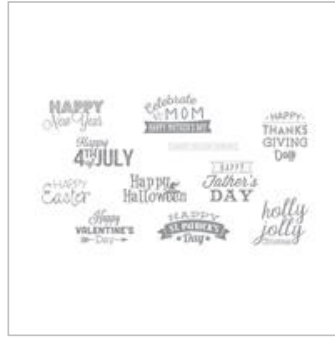 HAPPY
New Year
Celebrate
MOM
HAPPY MOTHER'S DAY
HAPPY
THANKS
GIVING
DAY
Happy
4TH of JULY
HAPPY
Easter
Happy
Halloween
HAPPY
Father's
DAY
Happy
VALENTINE'S
Day
HAPPY
ST. PATRICK'S
Day
holly
jolly